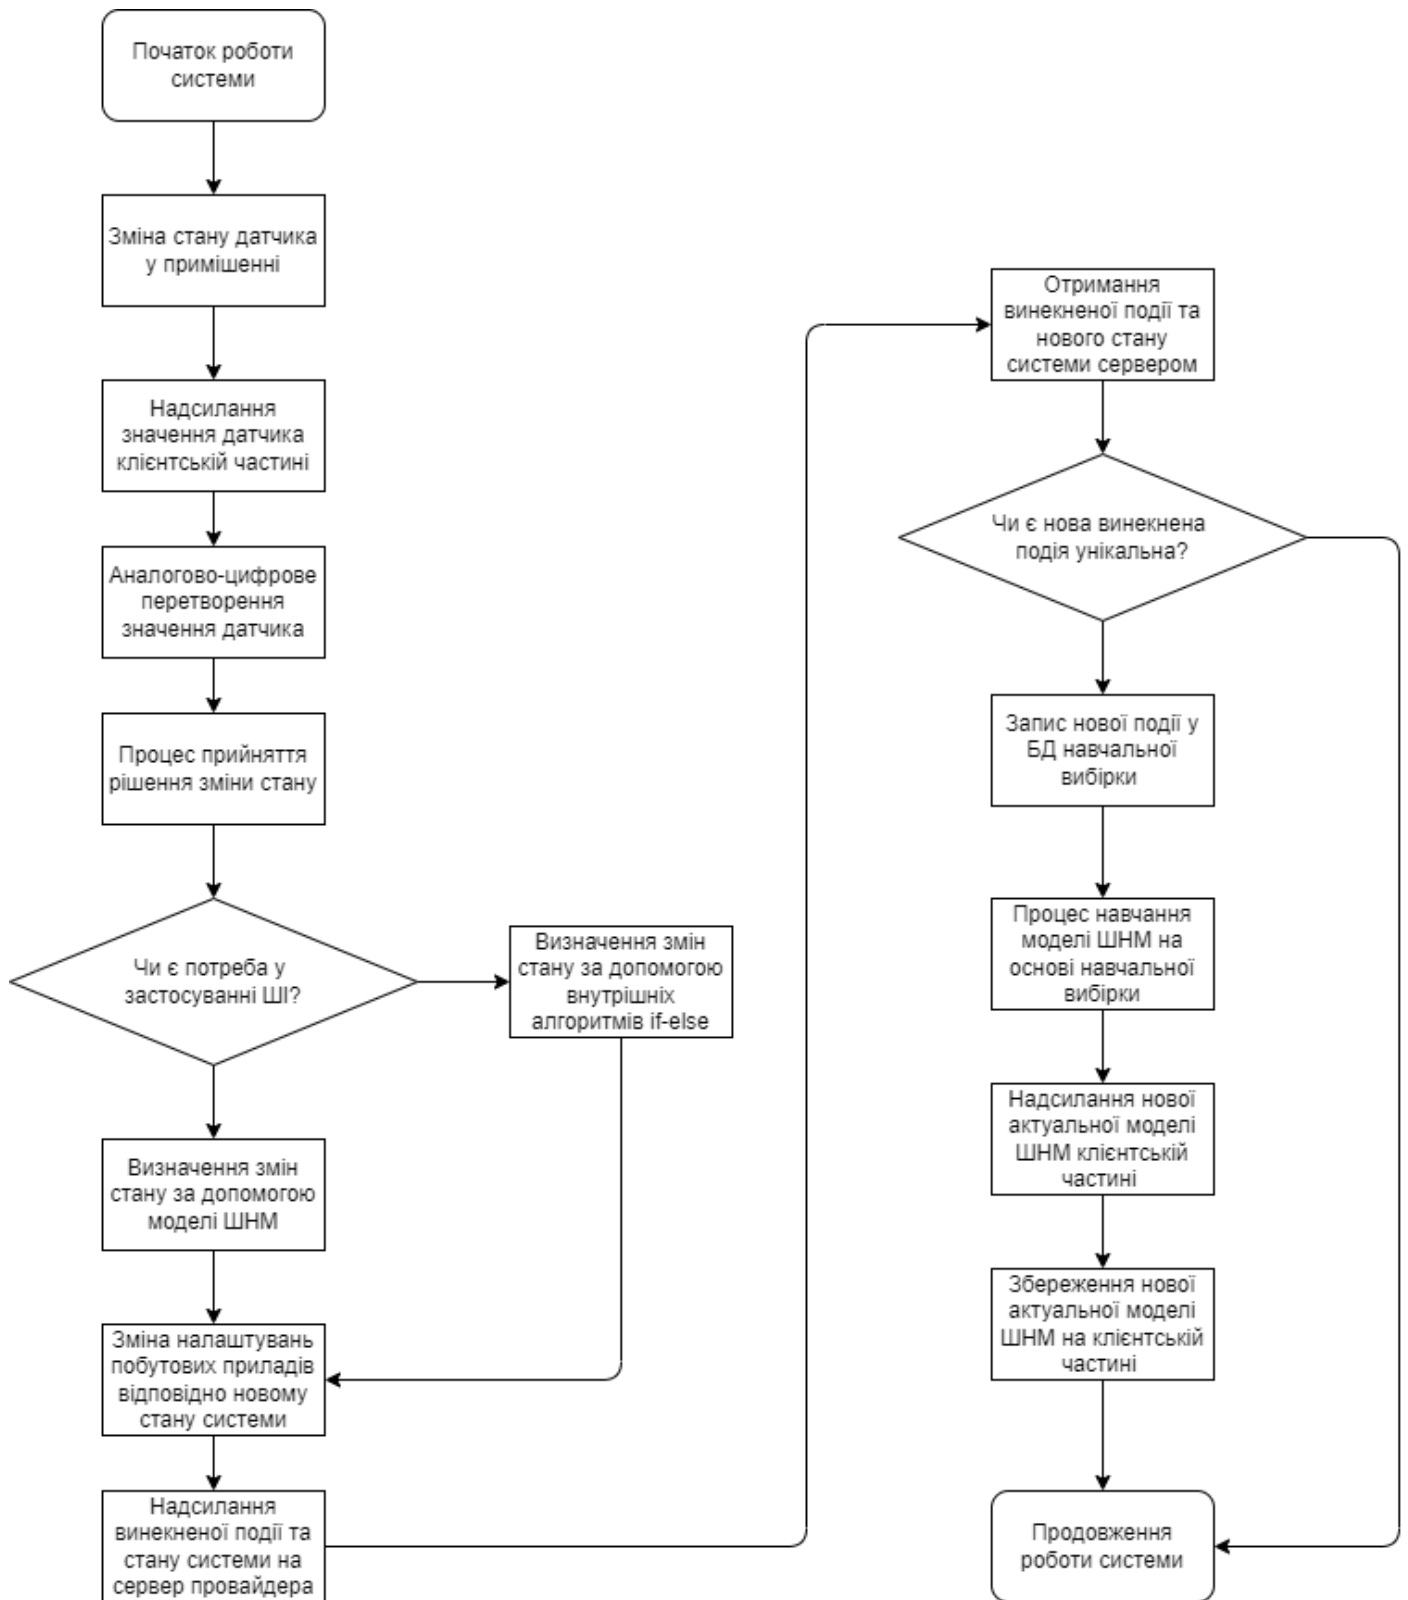 Початок роботи
системи
Зміна стану датчика
у примішенні
Надсилання
значення датчика
клієнтській частині
Аналогово-цифрове
перетворення
значення датчика
Процес прийняття
рішення зміни стану
Чи є потреба у
застосуванні ШІ?
Визначення змін
стану за допомогою
внутрішніх
алгоритмів if-else
Визначення змін
стану за допомогою
моделі ШНМ
Зміна налаштувань
побутових приладів
відповідно новому
стану системи
Надсилання
винекненої події та
стану системи на
сервер провайдера
Отримання
винекненої події та
нового стану
системи сервером
Чи є нова винекнена
подія унікальна?
Запис нової події у
БД навчальної
вибірки
Процес навчання
моделі ШНМ на
основі навчальної
вибірки
Надсилання нової
актуальної моделі
ШНМ клієнтській
частині
Збереження нової
актуальної моделі
ШНМ на клієнтській
частині
Продовження
роботи системи